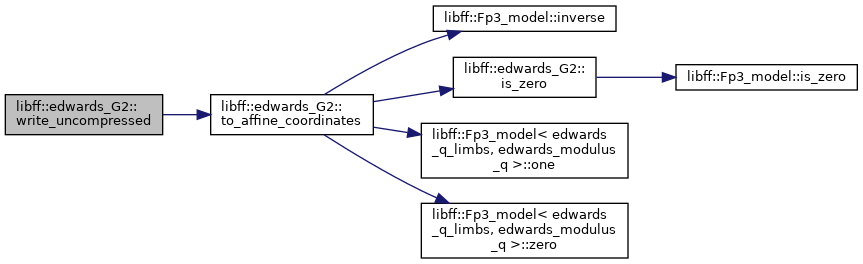 libff::edwards_G2::
write_uncompressed
libff::edwards_G2::
to_affine_coordinates
libff::Fp3_model::inverse
libff::edwards_G2::
is_zero
libff::Fp3_model::is_zero
libff::Fp3_model< edwards
_q_limbs, edwards_modulus
_q >::one
libff::Fp3_model< edwards
_q_limbs, edwards_modulus
_q >::zero